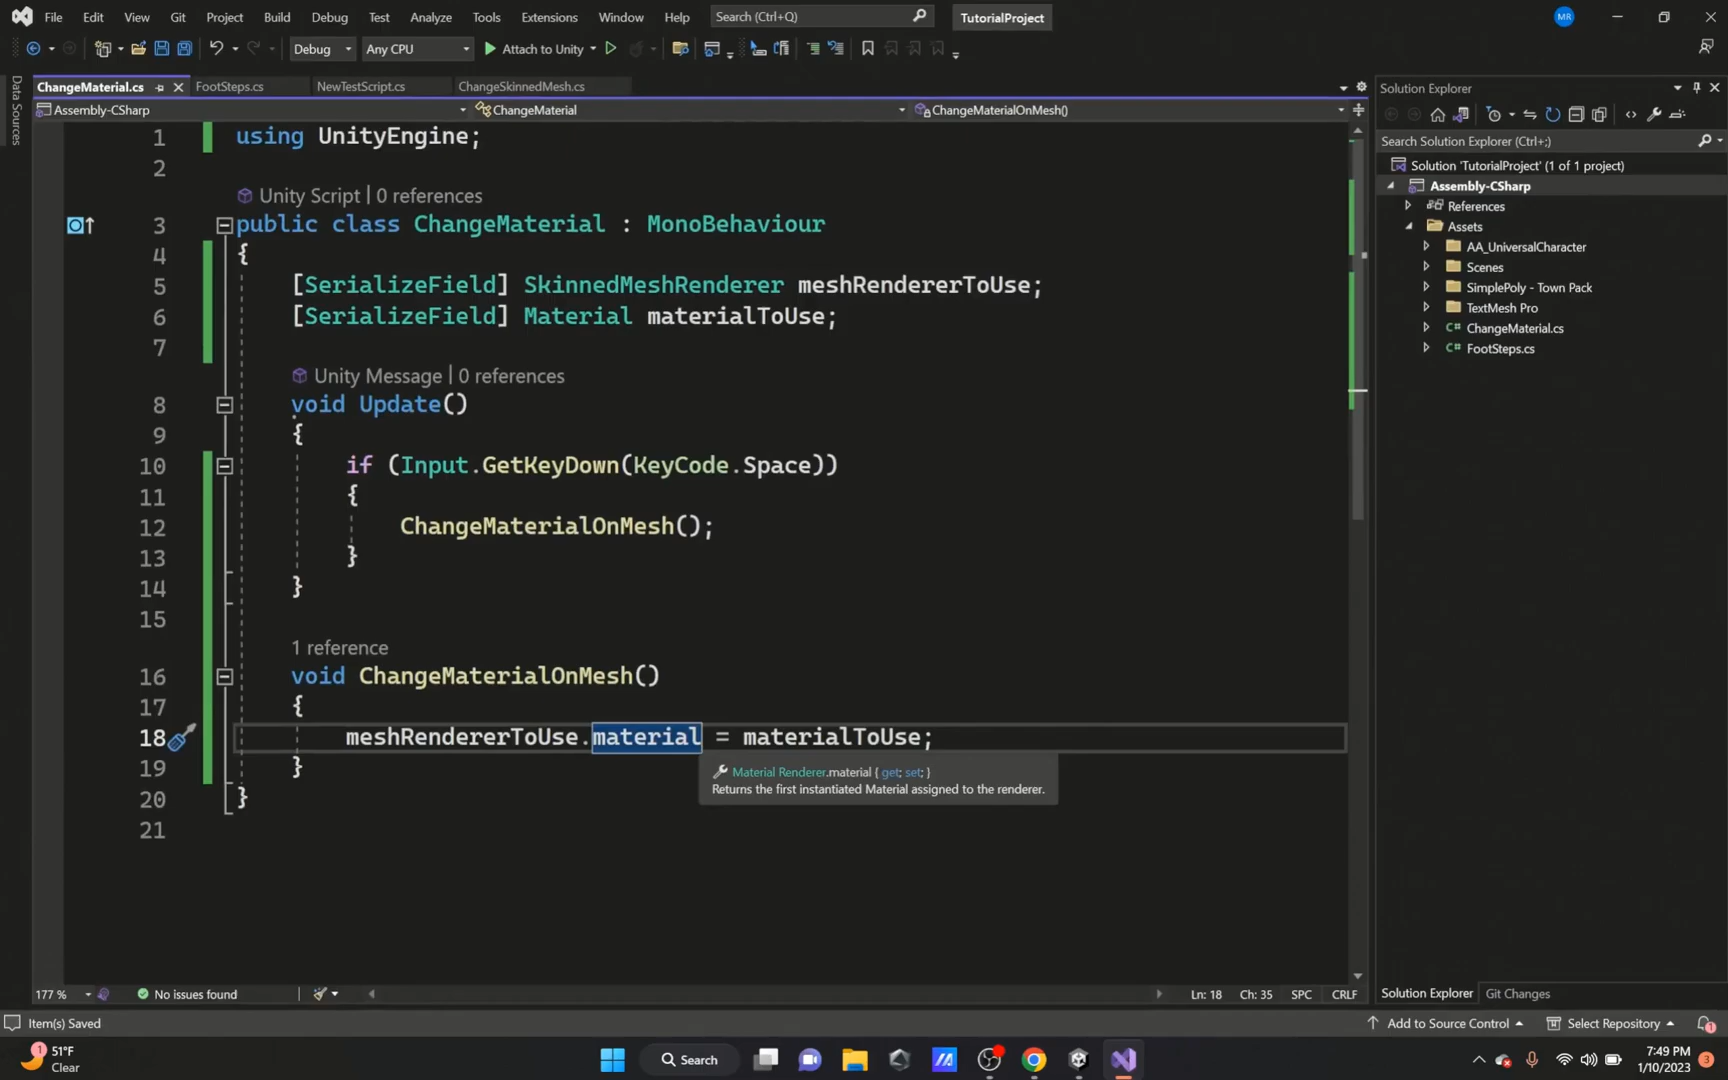 File Edit View Git Project Build Debug Test Analyze Tools Extensions Window Help Search (Ctrl+Q) TutorialProject MR
Debug Any CPU Attach to Unity
Data Sources
ChangeMaterial.cs FootSteps.cs NewTestScript.cs ChangeSkinnedMesh.cs
Assembly-CSharp ChangeMaterial ChangeMaterialOnMesh()
1 using UnityEngine;
2
Unity Script | 0 references
3 public class ChangeMaterial : MonoBehaviour
4 {
5 [SerializeField] SkinnedMeshRenderer meshRendererToUse;
6 [SerializeField] Material materialToUse;
7
Unity Message | 0 references
8 void Update()
9 {
10 if (Input.GetKeyDown(KeyCode.Space))
11 {
12 ChangeMaterialOnMesh();
13 }
14 }
15
1 reference
16 void ChangeMaterialOnMesh()
17 {
18 meshRendererToUse.material = materialToUse;
Material Renderer.material { get; set; }
Returns the first instantiated Material assigned to the renderer.
19 }
20 }
21
177 % No issues found Ln: 18 Ch: 35 SPC CRLF
Solution Explorer
Search Solution Explorer (Ctrl+;)
Solution 'TutorialProject' (1 of 1 project)
Assembly-CSharp
References
Assets
AA_UniversalCharacter
Scenes
SimplePoly - Town Pack
TextMesh Pro
C# ChangeMaterial.cs
C# FootSteps.cs
Solution Explorer Git Changes
Item(s) Saved Add to Source Control Select Repository 1
1 51°F
Clear
Search
7:49 PM
1/10/2023
3